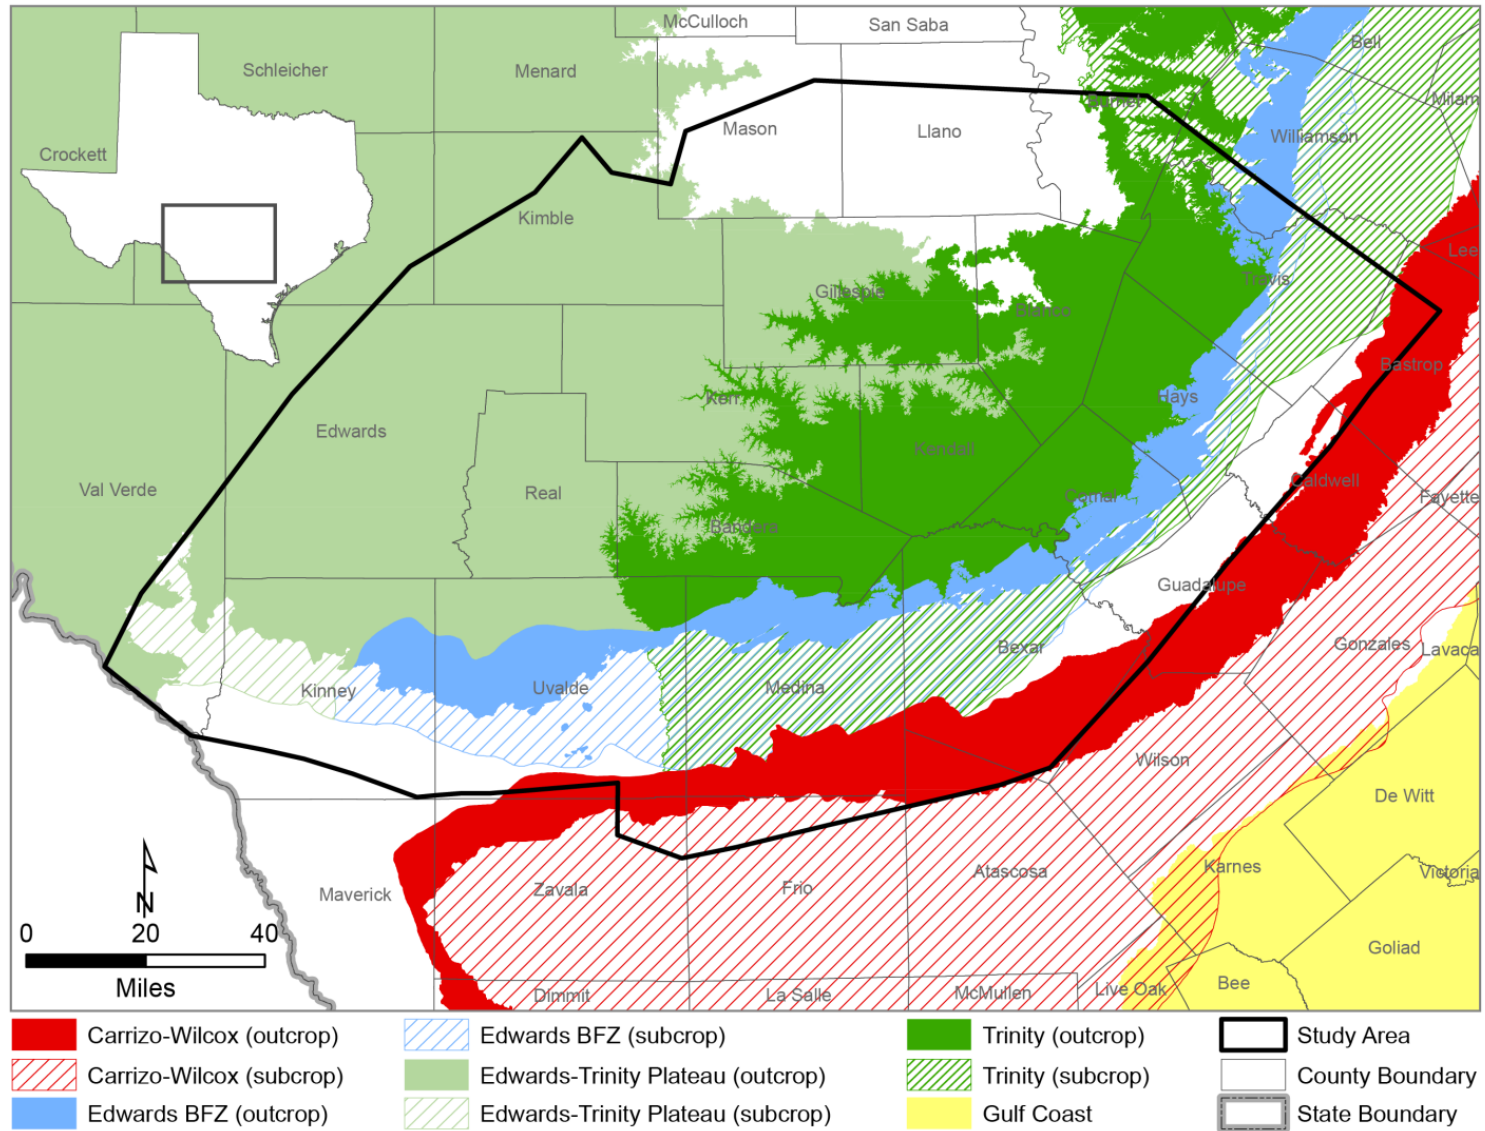 McCulloch
San Saba
Bell
Schleicher
Menard
Milam
Burnet
Mason
Llano
Williamson
Crockett
Kimble
Lee
Travis
Gillespie
Blanco
Bastrop
Kerr
Hays
Edwards
Kendall
Val Verde
Real
Comal
Caldwell
Fayette
Bandera
Guadalupe
Bexar
Gonzales
Lavaca
Kinney
Uvalde
Medina
Wilson
De Witt
Karnes
Victoria
Maverick
Zavala
Frio
Atascosa
N
0 20 40
Miles
Goliad
Dimmit
La Salle
McMullen
Live Oak
Bee
Carrizo-Wilcox (outcrop)
Edwards BFZ (subcrop)
Trinity (outcrop)
Study Area
Carrizo-Wilcox (subcrop)
Edwards-Trinity Plateau (outcrop)
Trinity (subcrop)
County Boundary
Edwards BFZ (outcrop)
Edwards-Trinity Plateau (subcrop)
Gulf Coast
State Boundary